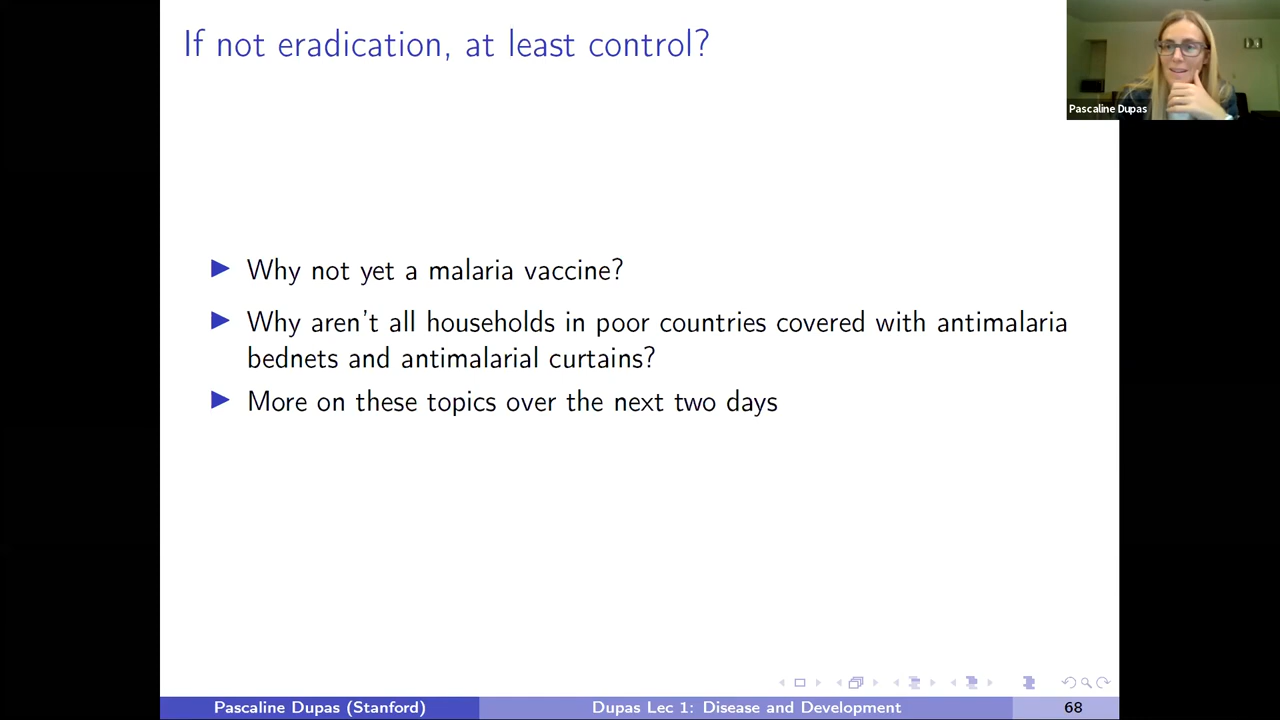 If not eradication, at least control?
Pascaline Dupas
Why not yet a malaria vaccine?
Why aren't all households in poor countries covered with antimalaria
bednets and antimalarial curtains?
More on these topics over the next two days
Pascaline Dupas (Stanford)
Dupas Lec 1: Disease and Development
68